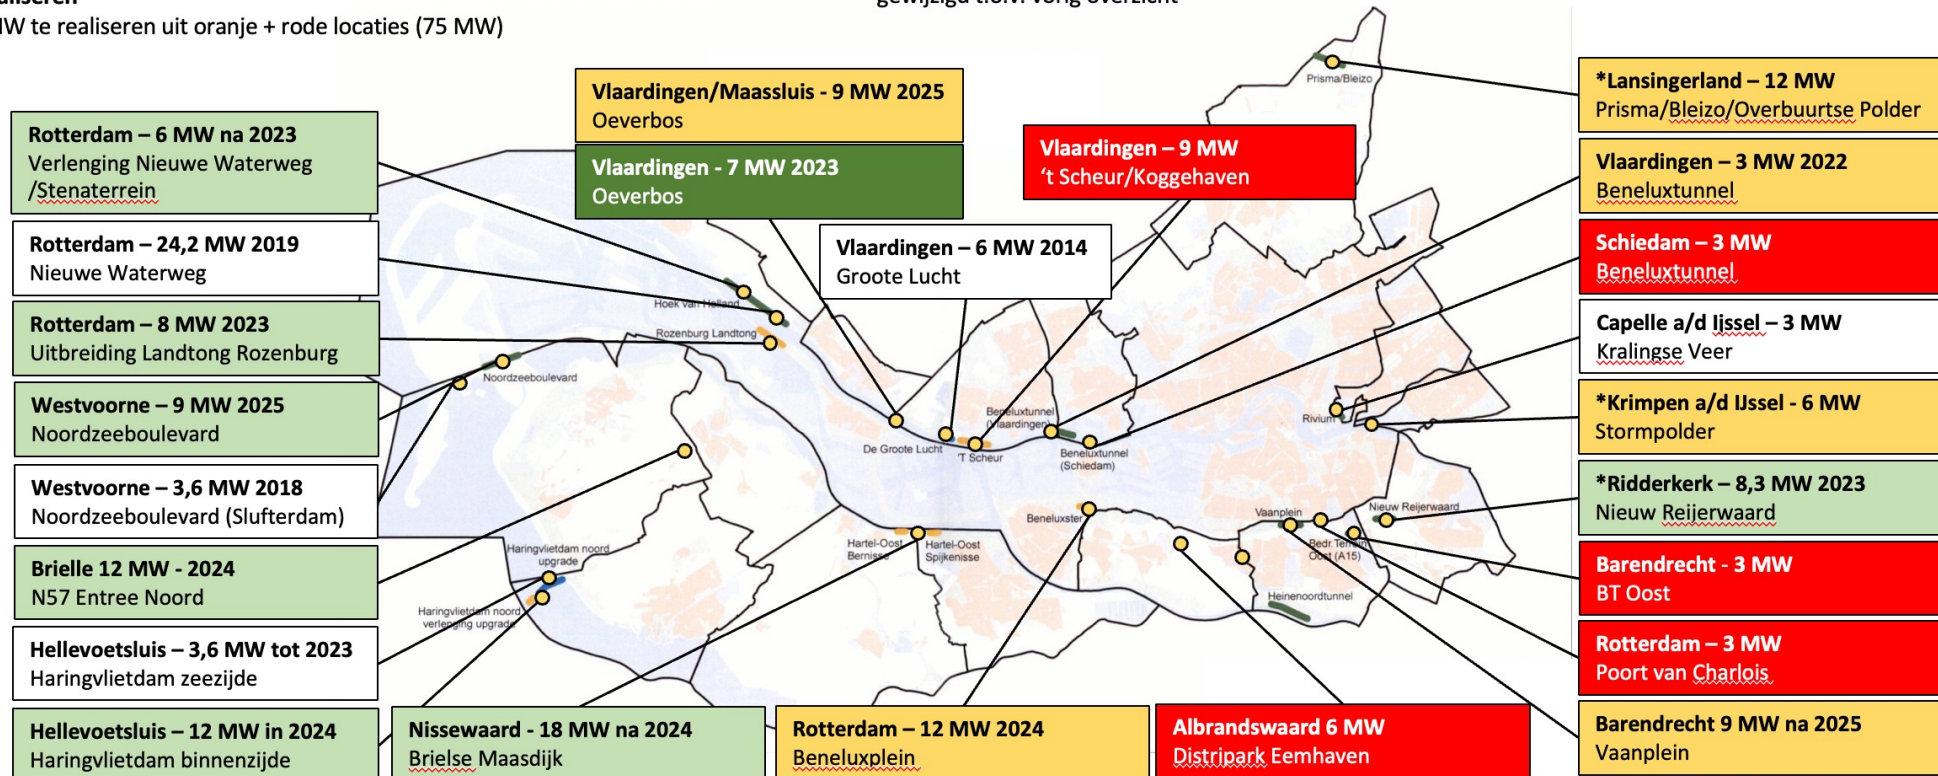 MW te realiseren uit oranje + rode locaties (75 MW)
gewijzigd t.o.v. vorig overzicht
Rotterdam – 6 MW na 2023
Verlenging Nieuwe Waterweg
/Stenaterrein
Rotterdam – 24,2 MW 2019
Nieuwe Waterweg
Rotterdam – 8 MW 2023
Uitbreiding Landtong Rozenburg
Westvoorne – 9 MW 2025
Noordzeeboulevard
Westvoorne – 3,6 MW 2018
Noordzeeboulevard (Slufterdam)
Brielle 12 MW - 2024
N57 Entree Noord
Hellevoetsluis – 3,6 MW tot 2023
Haringvlietdam zeezijde
Hellevoetsluis – 12 MW in 2024
Haringvlietdam binnenzijde
Vlaardingen/Maassluis - 9 MW 2025
Oeverbos
Vlaardingen - 7 MW 2023
Oeverbos
Vlaardingen – 6 MW 2014
Groote Lucht
Vlaardingen – 9 MW
‘t Scheur/Koggehaven
Nissewaard - 18 MW na 2024
Brielse Maasdijk
Rotterdam – 12 MW 2024
Beneluxplein
Albrandswaard 6 MW
Distripark Eemhaven
*Lansingerland – 12 MW
Prisma/Bleizo/Overbuurtse Polder
Vlaardingen – 3 MW 2022
Beneluxtunnel
Schiedam – 3 MW
Beneluxtunnel
Capelle a/d Ijssel – 3 MW
Kralingse Veer
*Krimpen a/d IJssel - 6 MW
Stormpolder
*Ridderkerk – 8,3 MW 2023
Nieuw Reijerwaard
Barendrecht - 3 MW
BT Oost
Rotterdam – 3 MW
Poort van Charlois
Barendrecht 9 MW na 2025
Vaanplein
Prisma/Bleizo
Hoek van Holland
Rozenburg Landtong
Noordzeeboulevard
De Groote Lucht
'T Scheur
Beneluxtunnel
(Vlaardingen)
Beneluxtunnel
(Schiedam)
Rivium
Beneluxster
Vaanplein
Nieuw Reijerwaard
Bedr.Terrein
Oost (A15)
Heinenoordtunnel
Hartel-Oost
Bernisse
Hartel-Oost
Spijkenisse
Haringvlietdam noord
upgrade
Haringvlietdam noord
verlenging upgrade